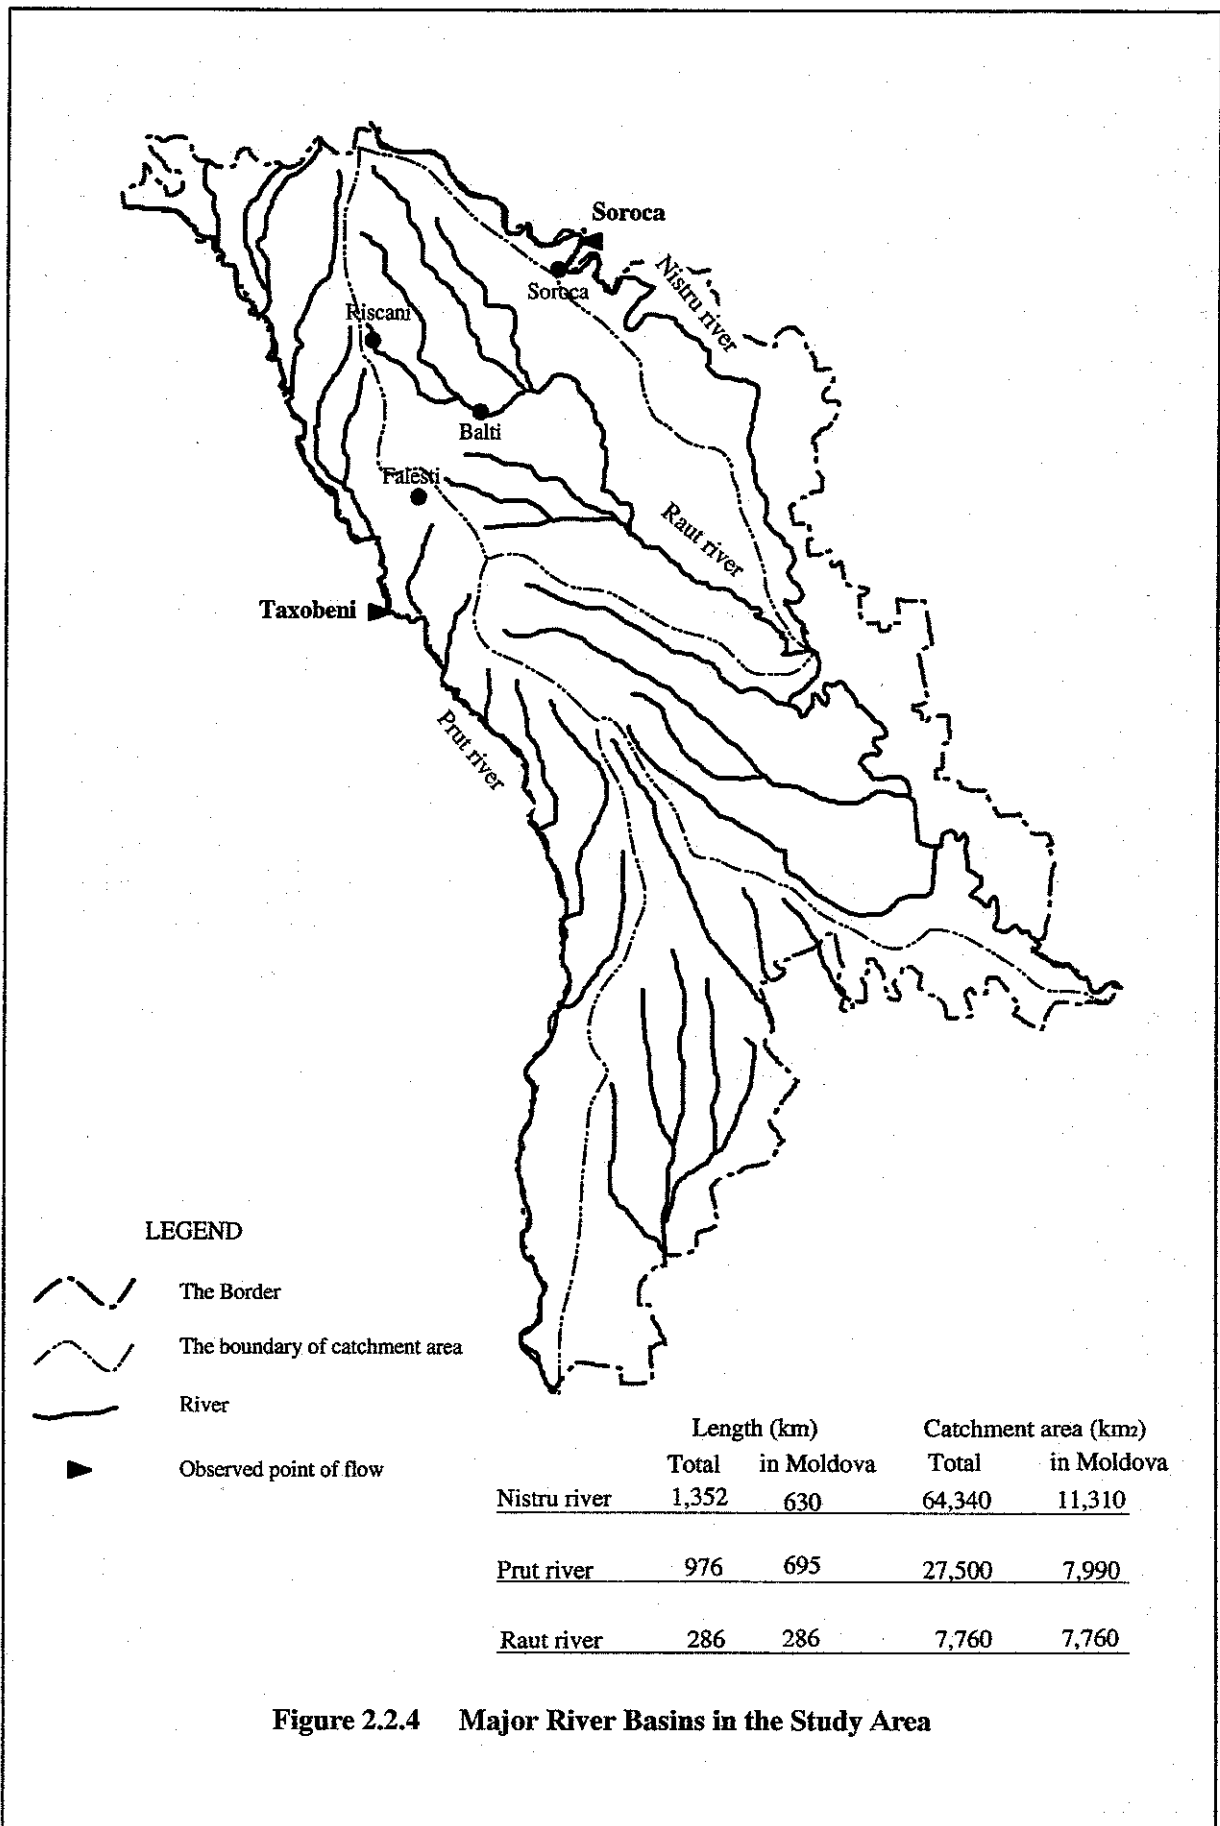 Soroca
Soroca
Nistru river
Riscani
Balti
Falesti
Raut river
Taxobeni
Prut river
LEGEND
The Border
The boundary of catchment area
River
Observed point of flow
Length (km) Catchment area (km2)
Total in Moldova Total in Moldova
Nistru river 1,352 630 64,340 11,310
Prut river 976 695 27,500 7,990
Raut river 286 286 7,760 7,760
Figure 2.2.4 Major River Basins in the Study Area